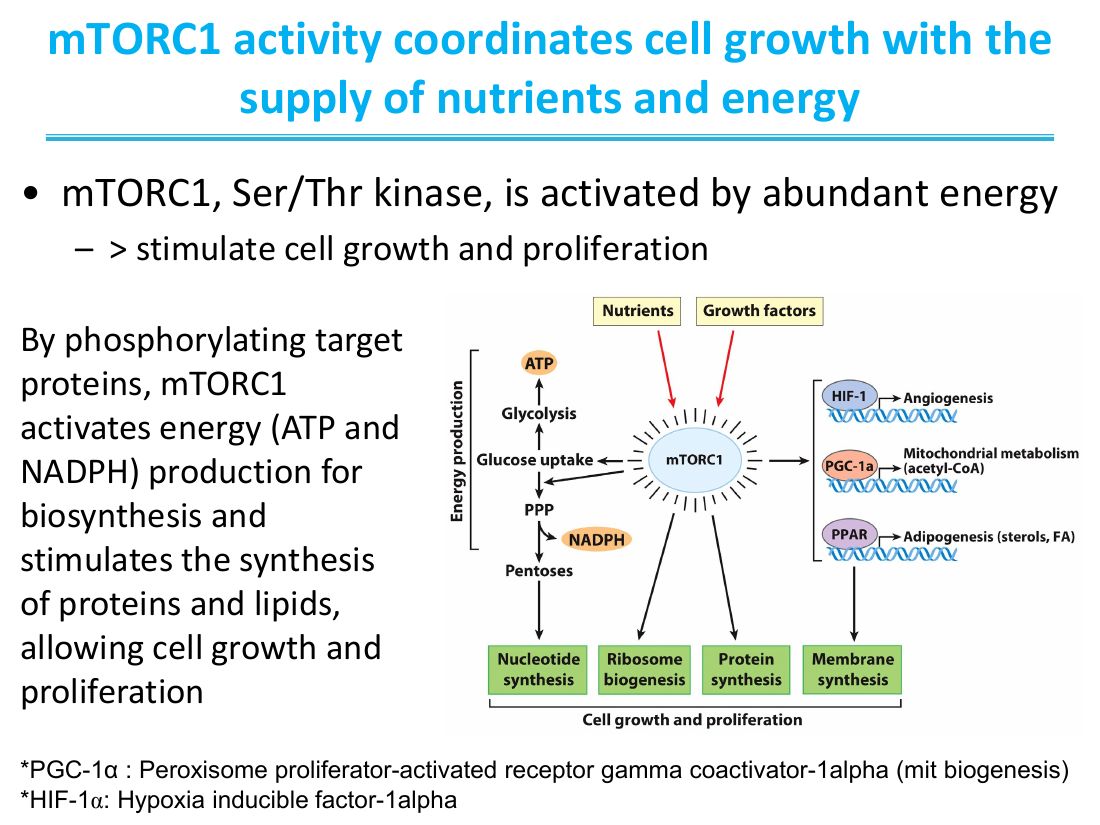 mTORC1 activity coordinates cell growth with the
supply of nutrients and energy
• mTORC1, Ser/Thr kinase, is activated by abundant energy
– > stimulate cell growth and proliferation
By phosphorylating target
proteins, mTORC1
activates energy (ATP and
NADPH) production for
biosynthesis and
stimulates the synthesis
of proteins and lipids,
allowing cell growth and
proliferation
Nutrients
Growth factors
Energy production
ATP
Glycolysis
Glucose uptake
PPP
NADPH
Pentoses
mTORC1
HIF-1
Angiogenesis
PGC-1a
Mitochondrial metabolism
(acetyl-CoA)
PPAR
Adipogenesis (sterols, FA)
Nucleotide
synthesis
Ribosome
biogenesis
Protein
synthesis
Membrane
synthesis
Cell growth and proliferation
*PGC-1α : Peroxisome proliferator-activated receptor gamma coactivator-1alpha (mit biogenesis)
*HIF-1α: Hypoxia inducible factor-1alpha